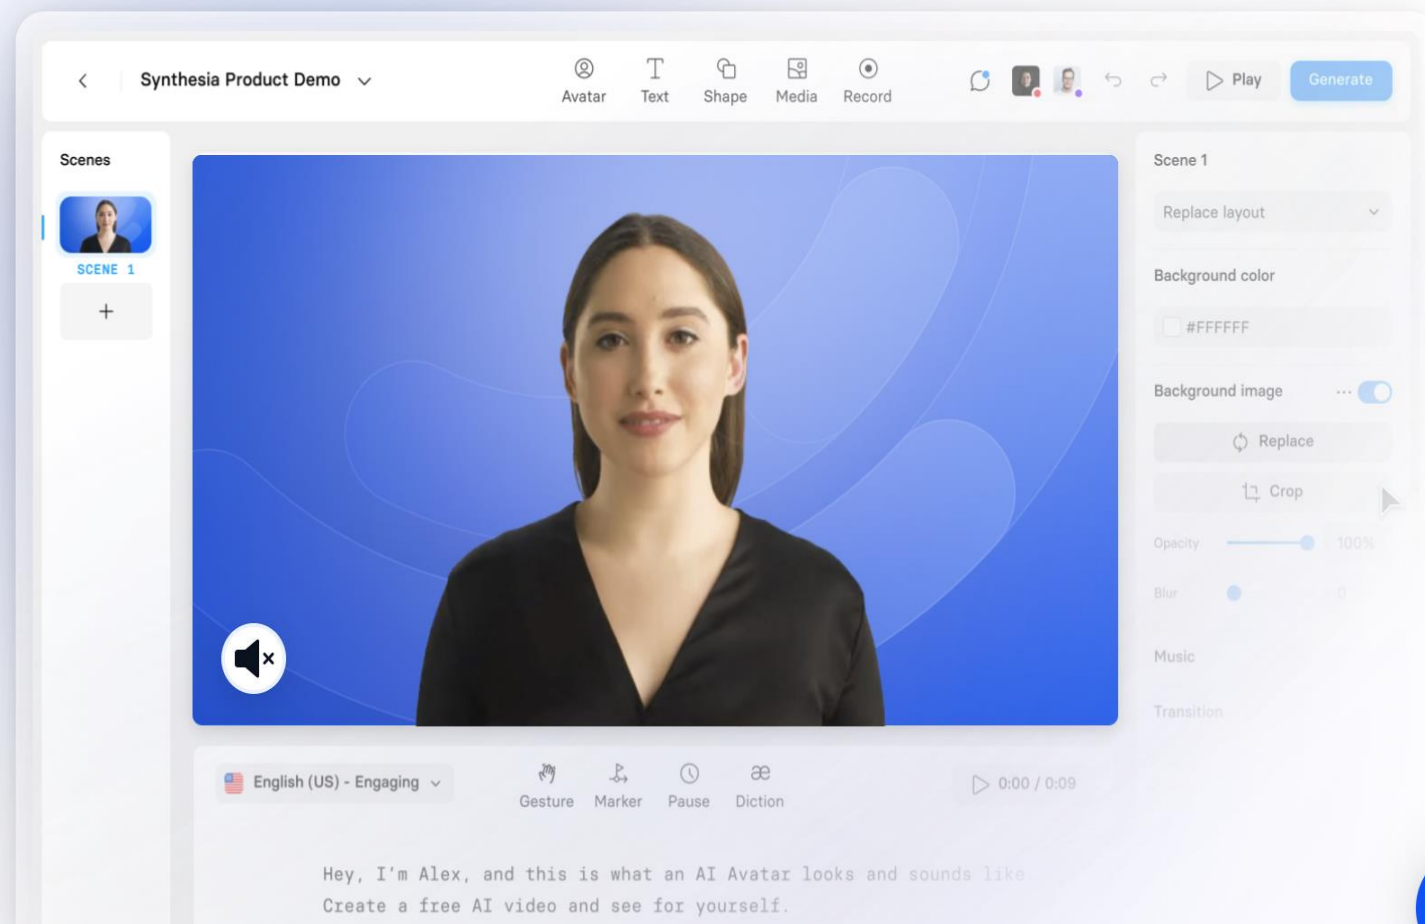 Synthesia Product Demo
Avatar
Text
Shape
Media
Record
Play
Generate
Scenes
SCENE 1
Scene 1
Replace layout
Background color
#FFFFFF
Background image
Replace
Crop
Opacity 100%
Blur 0
Music
Transition
English (US) - Engaging
Gesture
Marker
Pause
æ
Diction
0:00 / 0:09
Hey, I'm Alex, and this is what an AI Avatar looks and sounds like.
Create a free AI video and see for yourself.